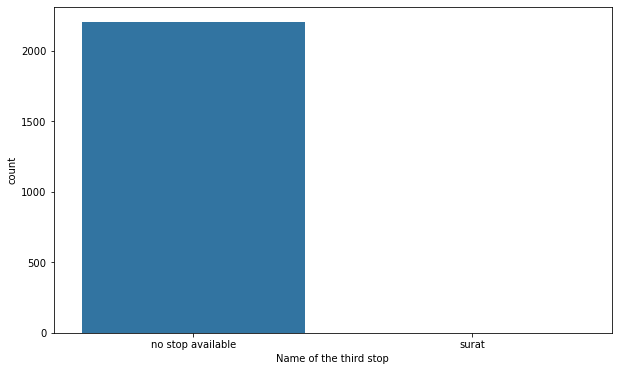 2000
1500
1000
500
0
count
no stop available
surat
Name of the third stop